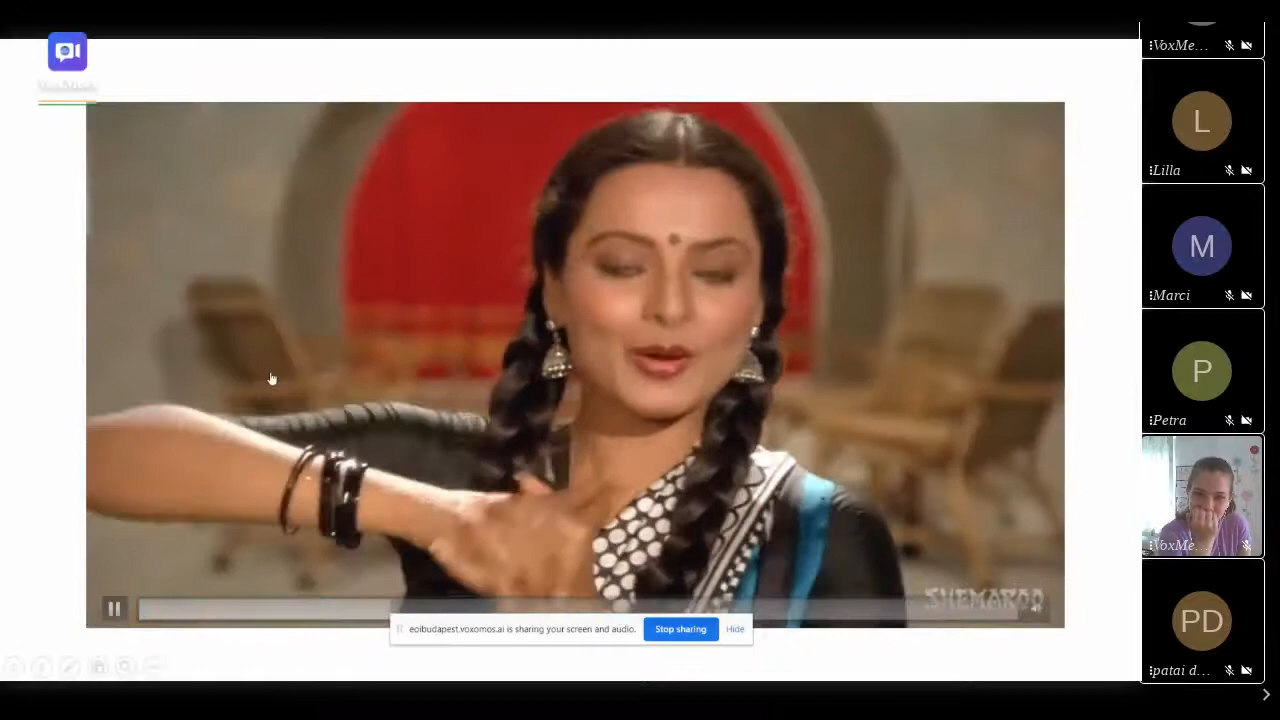 VoxMe...
L
Lilla
M
Marci
P
Petra
VoxMe
PD
patai d...
SHEMAROO
eoibudapest.voxomos.ai is sharing your screen and audio.
Stop sharing
Hide